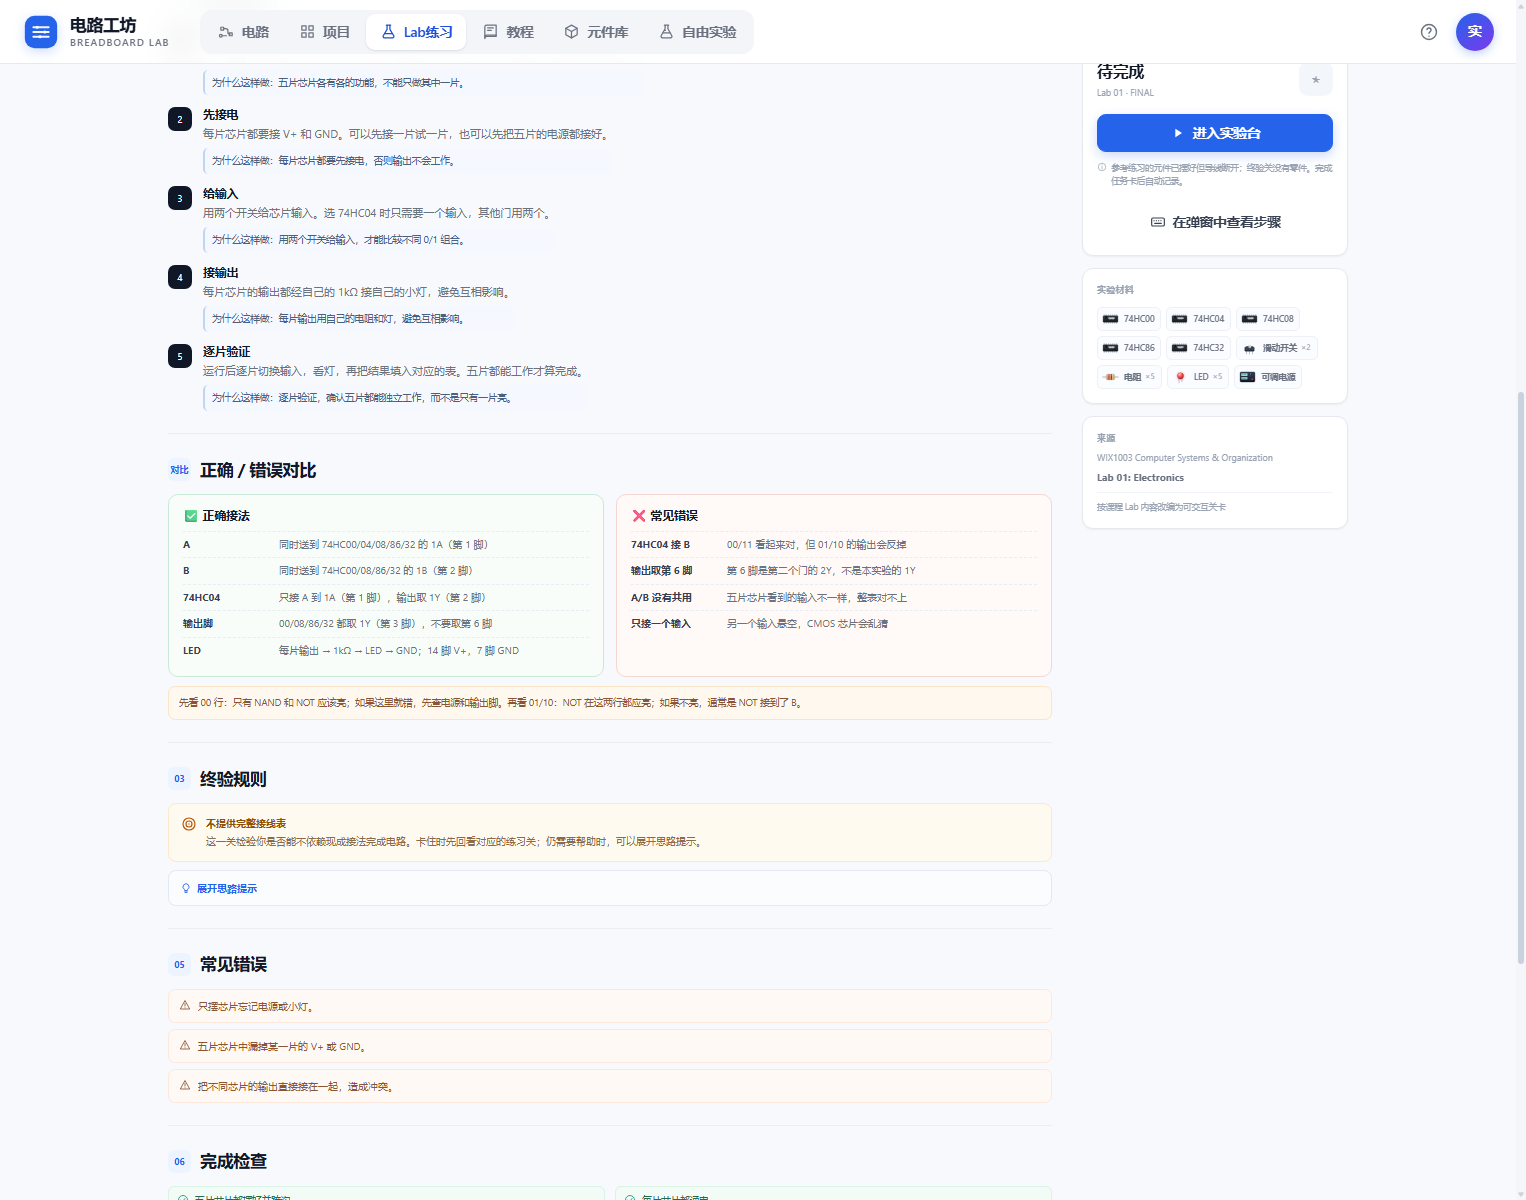 电路工坊
BREADBOARD LAB
电路
项目
Lab练习
教程
元件库
自由实验
实
为什么这样做：五片芯片各有各的功能，不能只做其中一片。
2
先接电
每片芯片都要接 V+ 和 GND。可以先接一片试一片，也可以先把五片的电源都接好。
为什么这样做：每片芯片都要先接电，否则输出不会工作。
3
给输入
用两个开关给芯片输入。选 74HC04 时只需要一个输入，其他门用两个。
为什么这样做：用两个开关给输入，才能比较不同 0/1 组合。
4
接输出
每片芯片的输出都经自己的 1kΩ 接自己的小灯，避免互相影响。
为什么这样做：每片输出用自己的电阻和灯，避免互相影响。
5
逐片验证
运行后逐片切换输入，看灯，再把结果填入对应的表。五片都能工作才算完成。
为什么这样做：逐片验证，确认五片都能独立工作，而不是只有一片亮。
对比
正确 / 错误对比
正确接法
A 同时送到 74HC00/04/08/86/32 的 1A（第 1 脚）
B 同时送到 74HC00/08/86/32 的 1B（第 2 脚）
74HC04 只接 A 到 1A（第 1 脚），输出取 1Y（第 2 脚）
输出脚 00/08/86/32 都取 1Y（第 3 脚），不要取第 6 脚
LED 每片输出 → 1kΩ → LED → GND；14 脚 V+，7 脚 GND
常见错误
74HC04 接 B 00/11 看起来对，但 01/10 的输出会反掉
输出取第 6 脚 第 6 脚是第二个门的 2Y，不是本实验的 1Y
A/B 没有共用 五片芯片看到的输入不一样，整表对不上
只接一个输入 另一个输入悬空，CMOS 芯片会乱猜
先看 00 行：只有 NAND 和 NOT 应该亮；如果这里就错，先查电源和输出脚。再看 01/10：NOT 在这两行都应亮；如果不亮，通常是 NOT 接到了 B。
03
终验规则
不提供完整接线表
这一关检验你是否能不依赖现成接法完成电路。卡住时先回看对应的练习关；仍需要帮助时，可以展开思路提示。
展开思路提示
05
常见错误
只摆芯片忘记电源或小灯。
五片芯片中漏掉某一片的 V+ 或 GND。
把不同芯片的输出直接接在一起，造成冲突。
06
完成检查
待完成
Lab 01 · FINAL
进入实验台
参考练习的元件已摆好但导线断开；终验关没有零件。完成
任务卡后自动记录。
在弹窗中查看步骤
实验材料
74HC00
74HC04
74HC08
74HC86
74HC32
滑动开关 ×2
电阻 ×5
LED ×5
可调电源
来源
WIX1003 Computer Systems & Organization
Lab 01: Electronics
按课程 Lab 内容改编为可交互关卡